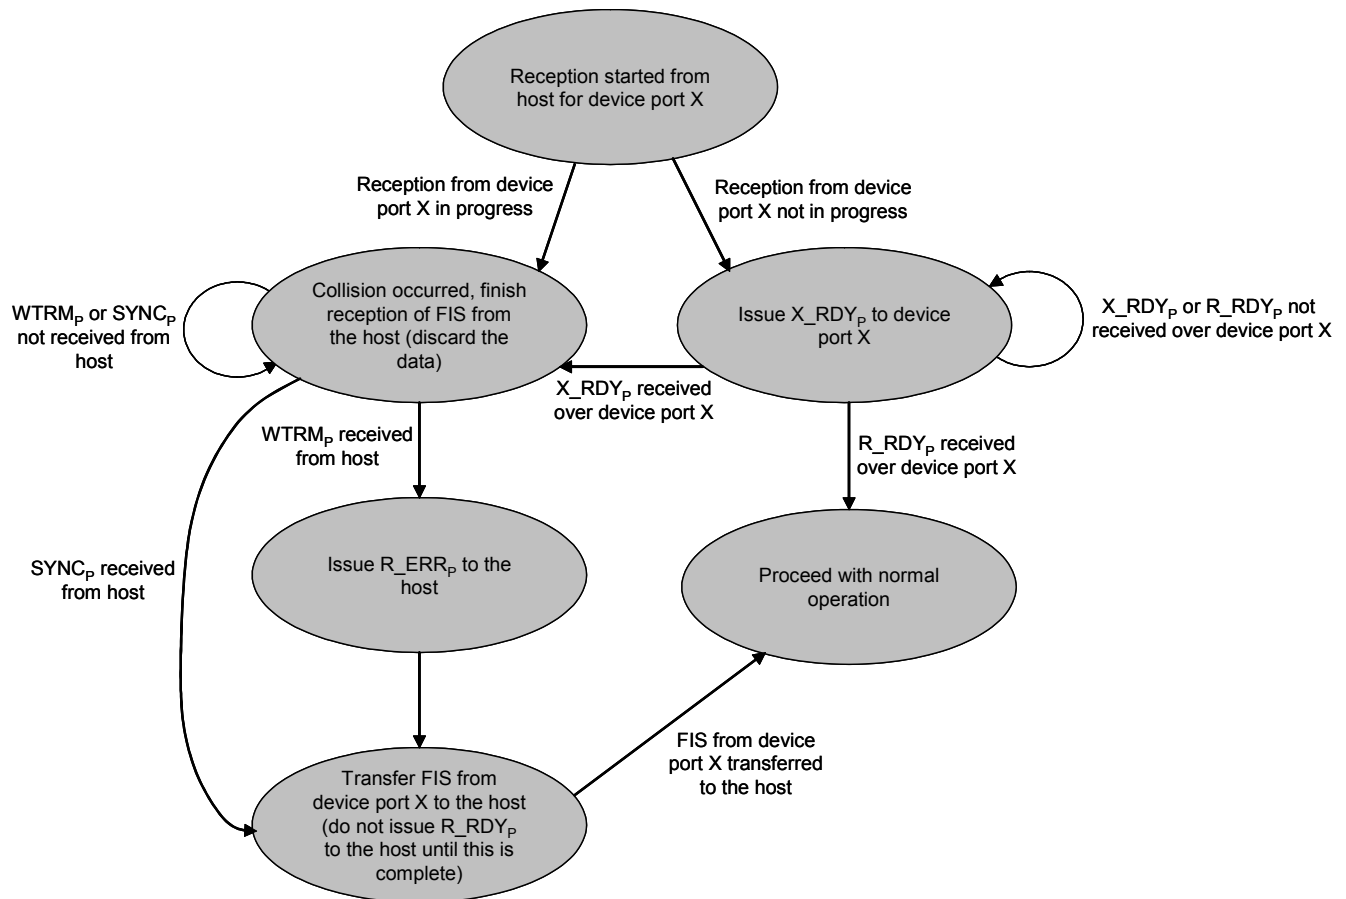 Reception started from
host for device port X
Reception from device
port X in progress
Reception from device
port X not in progress
WTRMP or SYNCP
not received from
host
Collision occurred, finish
reception of FIS from
the host (discard the
data)
Issue X_RDYP to device
port X
X_RDYP or R_RDYP not
received over device port X
X_RDYP received
over device port X
WTRMP received
from host
R_RDYP received
over device port X
SYNCP received
from host
Issue R_ERRP to the
host
Proceed with normal
operation
FIS from device
port X transferred
to the host
Transfer FIS from
device port X to the host
(do not issue R_RDYP
to the host until this is
complete)